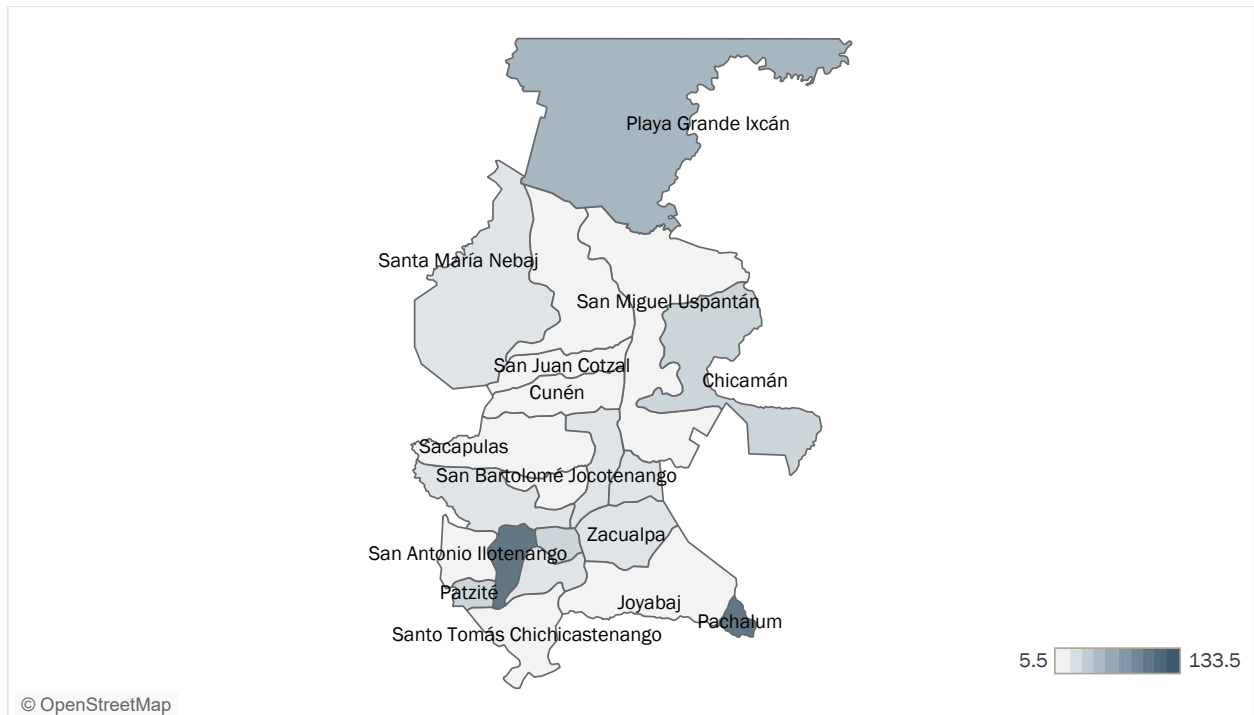 Playa Grande Ixcán
Santa María Nebaj
San Miguel Uspantán
San Juan Cotzal
Chicamán
Cunén
Sacapulas
San Bartolomé Jocotenango
Zacualpa
San Antonio Ilotenango
Patzité
Joyabaj
Pachalum
Santo Tomás Chichicastenango
5.5 133.5
© OpenStreetMap